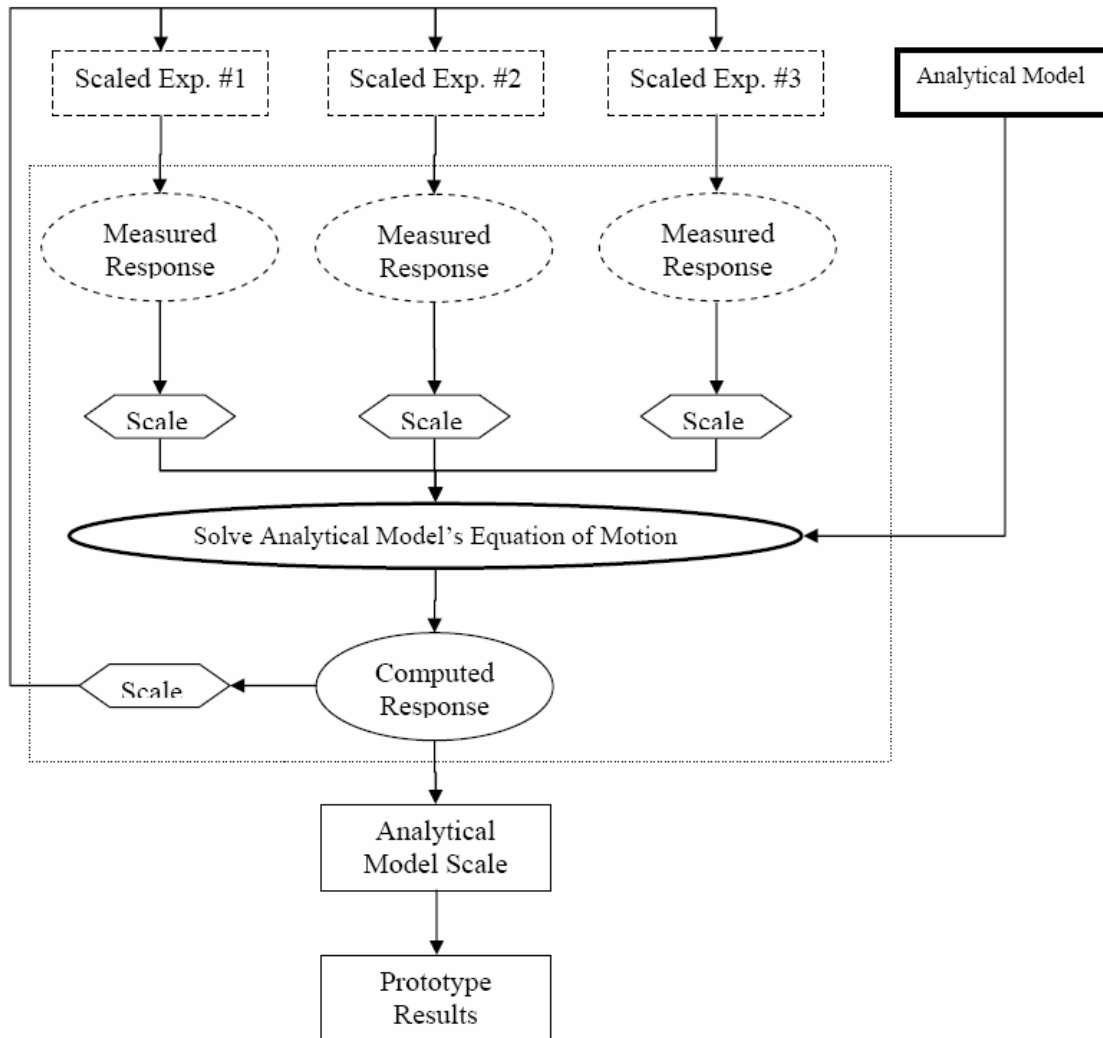 Scaled Exp. #1
Scaled Exp. #2
Scaled Exp. #3
Analytical Model
Measured
Response
Measured
Response
Measured
Response
Scale
Scale
Scale
Solve Analytical Model’s Equation of Motion
Scale
Computed
Response
Analytical
Model Scale
Prototype
Results